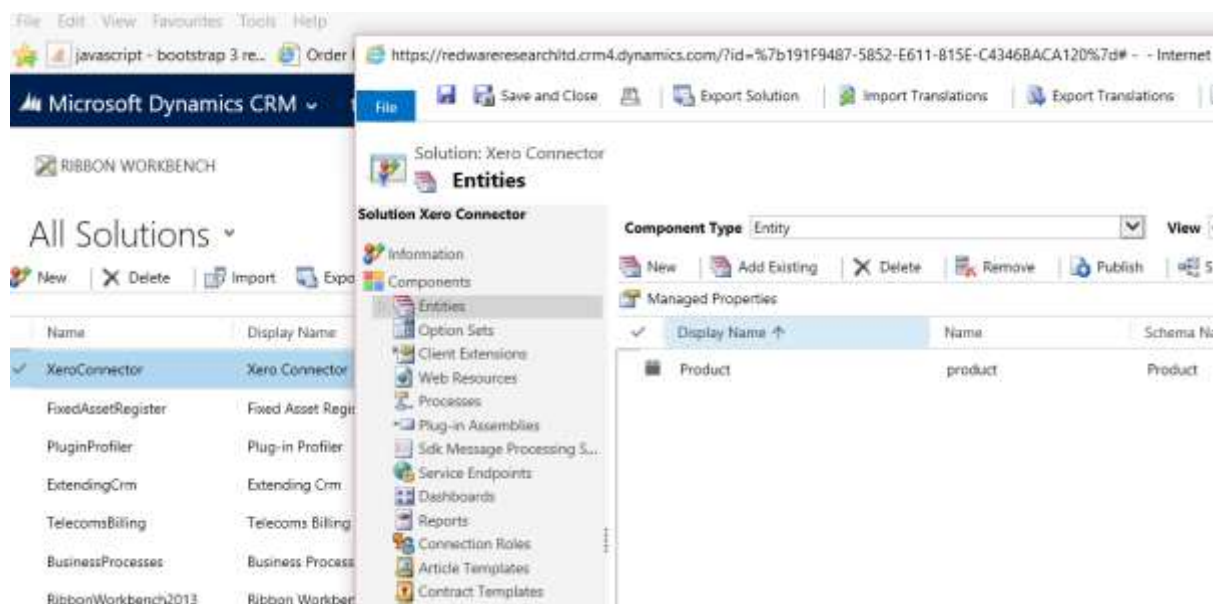 File Edit View Favourites Tools Help
javascript - bootstrap 3 re... Order
https://redwareresearchltd.crm4.dynamics.com/?id=%7b191F9487-5852-E611-815E-C4346BACA120%7d# - - Internet
Microsoft Dynamics CRM
File Save and Close Export Solution Import Translations Export Translations
RIBBON WORKBENCH
Solution: Xero Connector
Entities
All Solutions
New Delete Import Expo
Name Display Name
XeroConnector Xero Connector
FixedAssetRegister Fixed Asset Regis
PluginProfiler Plug-in Profiler
ExtendingCrm Extending Crm
TelecomsBilling Telecoms Billing
BusinessProcesses Business Process
RibbonWorkbench2013 Ribbon Workben
Solution Xero Connector
Information
Components
Entities
Option Sets
Client Extensions
Web Resources
Processes
Plug-in Assemblies
Sdk Message Processing S...
Service Endpoints
Dashboards
Reports
Connection Roles
Article Templates
Contract Templates
Component Type Entity View
New Add Existing Delete Remove Publish S
Managed Properties
Display Name Name Schema Na
Product product Product